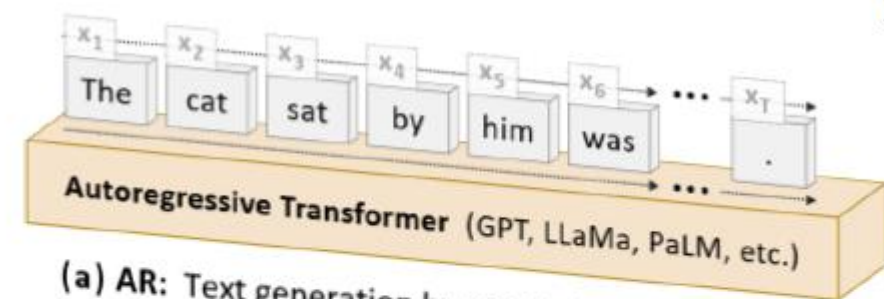 x₁ x₂ x₃ x₄ x₅ x₆ ••• x_T
The cat sat by him was .
•••
Autoregressive Transformer (GPT, LLaMa, PaLM, etc.)
(a) AR: Text generation